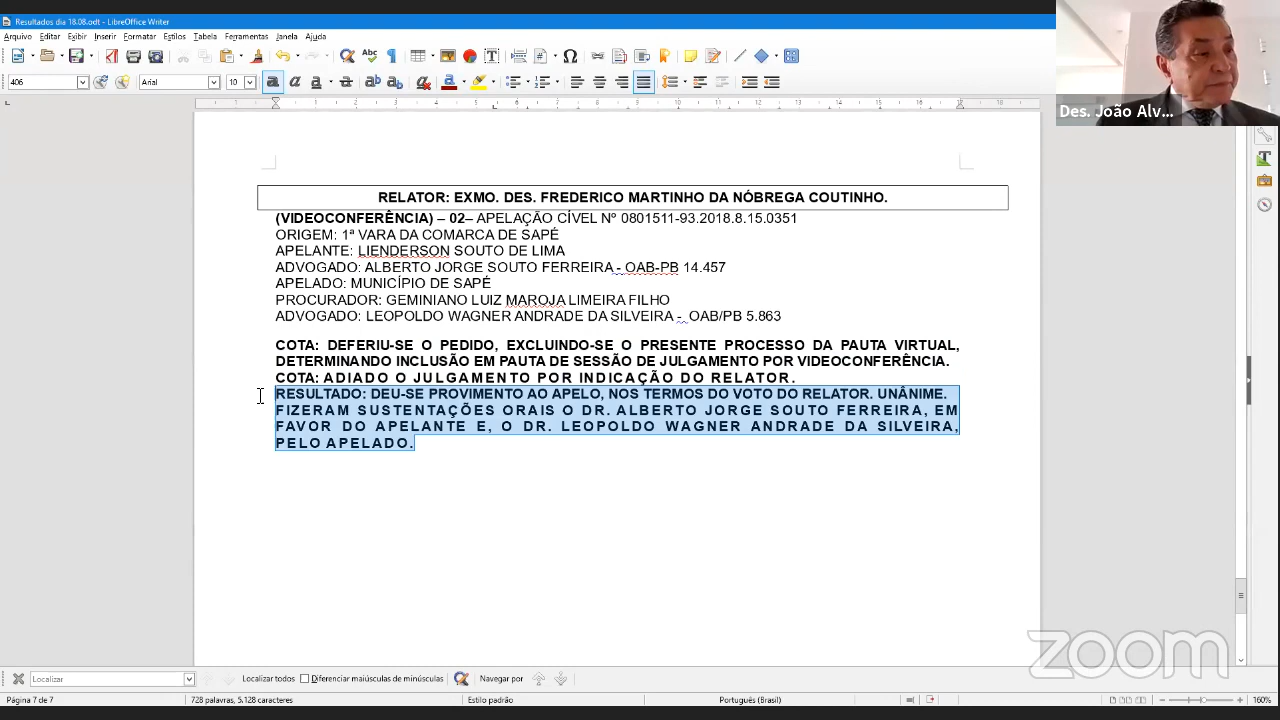 Resultados dia 18.08.odt - LibreOffice Writer
Arquivo Editar Exibir Inserir Formatar Estilos Tabela Ferramentas Janela Ajuda
406 Arial 10
Des. João Alv...
RELATOR: EXMO. DES. FREDERICO MARTINHO DA NÓBREGA COUTINHO.
(VIDEOCONFERÊNCIA) – 02– APELAÇÃO CÍVEL Nº 0801511-93.2018.8.15.0351
ORIGEM: 1ª VARA DA COMARCA DE SAPÉ
APELANTE: LIENDERSON SOUTO DE LIMA
ADVOGADO: ALBERTO JORGE SOUTO FERREIRA - OAB-PB 14.457
APELADO: MUNICÍPIO DE SAPÉ
PROCURADOR: GEMINIANO LUIZ MAROJA LIMEIRA FILHO
ADVOGADO: LEOPOLDO WAGNER ANDRADE DA SILVEIRA - OAB/PB 5.863
COTA: DEFERIU-SE O PEDIDO, EXCLUINDO-SE O PRESENTE PROCESSO DA PAUTA VIRTUAL,
DETERMINANDO INCLUSÃO EM PAUTA DE SESSÃO DE JULGAMENTO POR VIDEOCONFERÊNCIA.
COTA: ADIADO O JULGAMENTO POR INDICAÇÃO DO RELATOR.
RESULTADO: DEU-SE PROVIMENTO AO APELO, NOS TERMOS DO VOTO DO RELATOR. UNÂNIME.
FIZERAM SUSTENTAÇÕES ORAIS O DR. ALBERTO JORGE SOUTO FERREIRA, EM
FAVOR DO APELANTE E, O DR. LEOPOLDO WAGNER ANDRADE DA SILVEIRA,
PELO APELADO.
zoom
Localizar Localizar todos Diferenciar maiúsculas de minúsculas Navegar por
Página 7 de 7 728 palavras, 5.128 caracteres Estilo padrão Português (Brasil) 160%